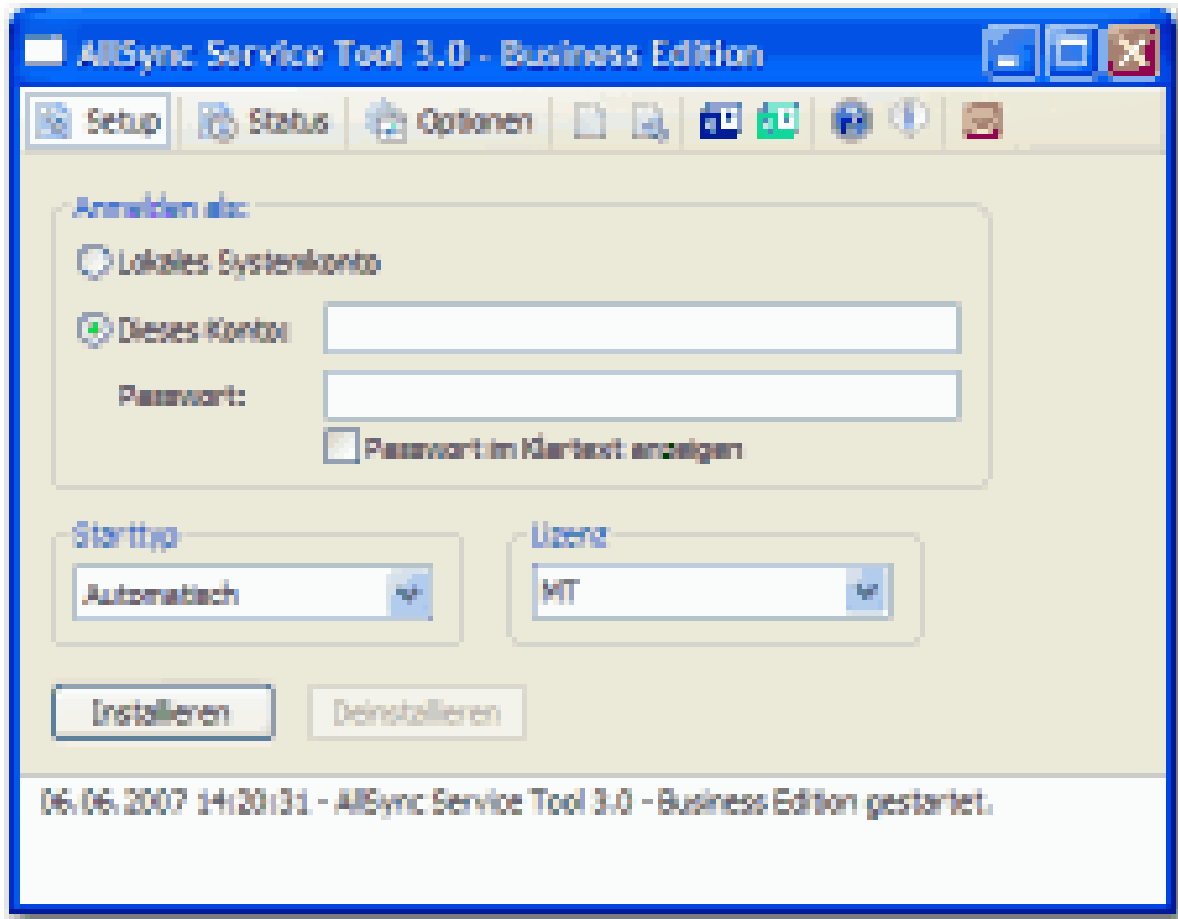 AllSync Service Tool 3.0 - Business Edition
Setup Status Optionen
Anmelden als:
Lokales Systemkonto
Dieses Konto:
Passwort:
Passwort im Klartext anzeigen
Starttyp Lizenz
Automatisch MT
Installieren Deinstallieren
06.06.2007 14:20:31 - AllSync Service Tool 3.0 - Business Edition gestartet.